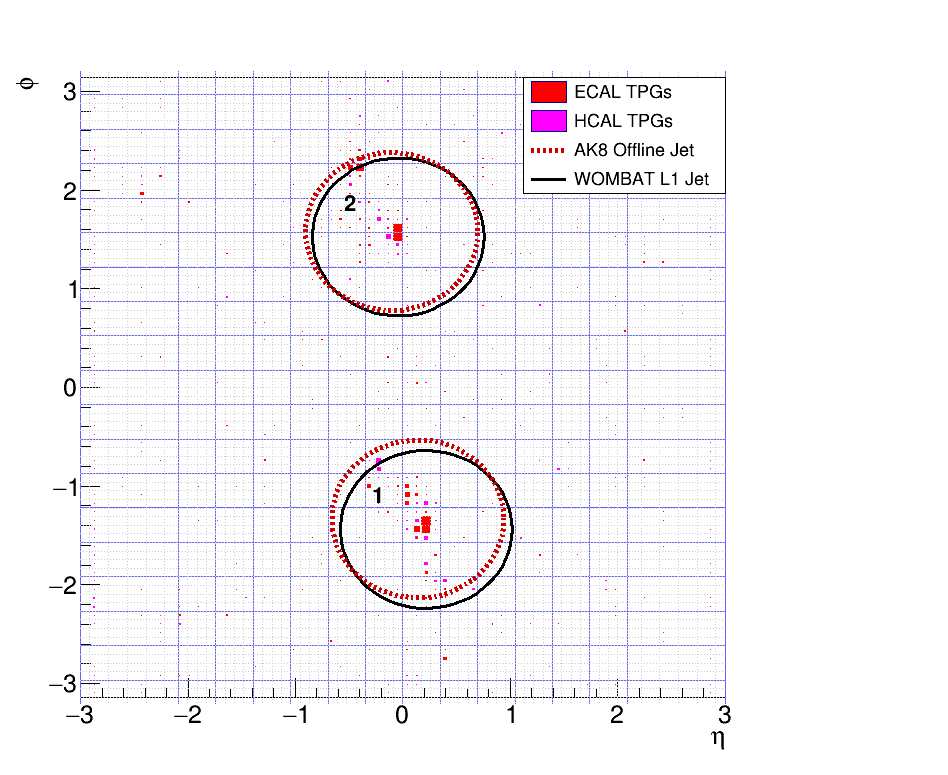 φ
3
2
1
0
−1
−2
−3
ECAL TPGs
HCAL TPGs
AK8 Offline Jet
WOMBAT L1 Jet
2
1
−3 −2 −1 0 1 2 3
η